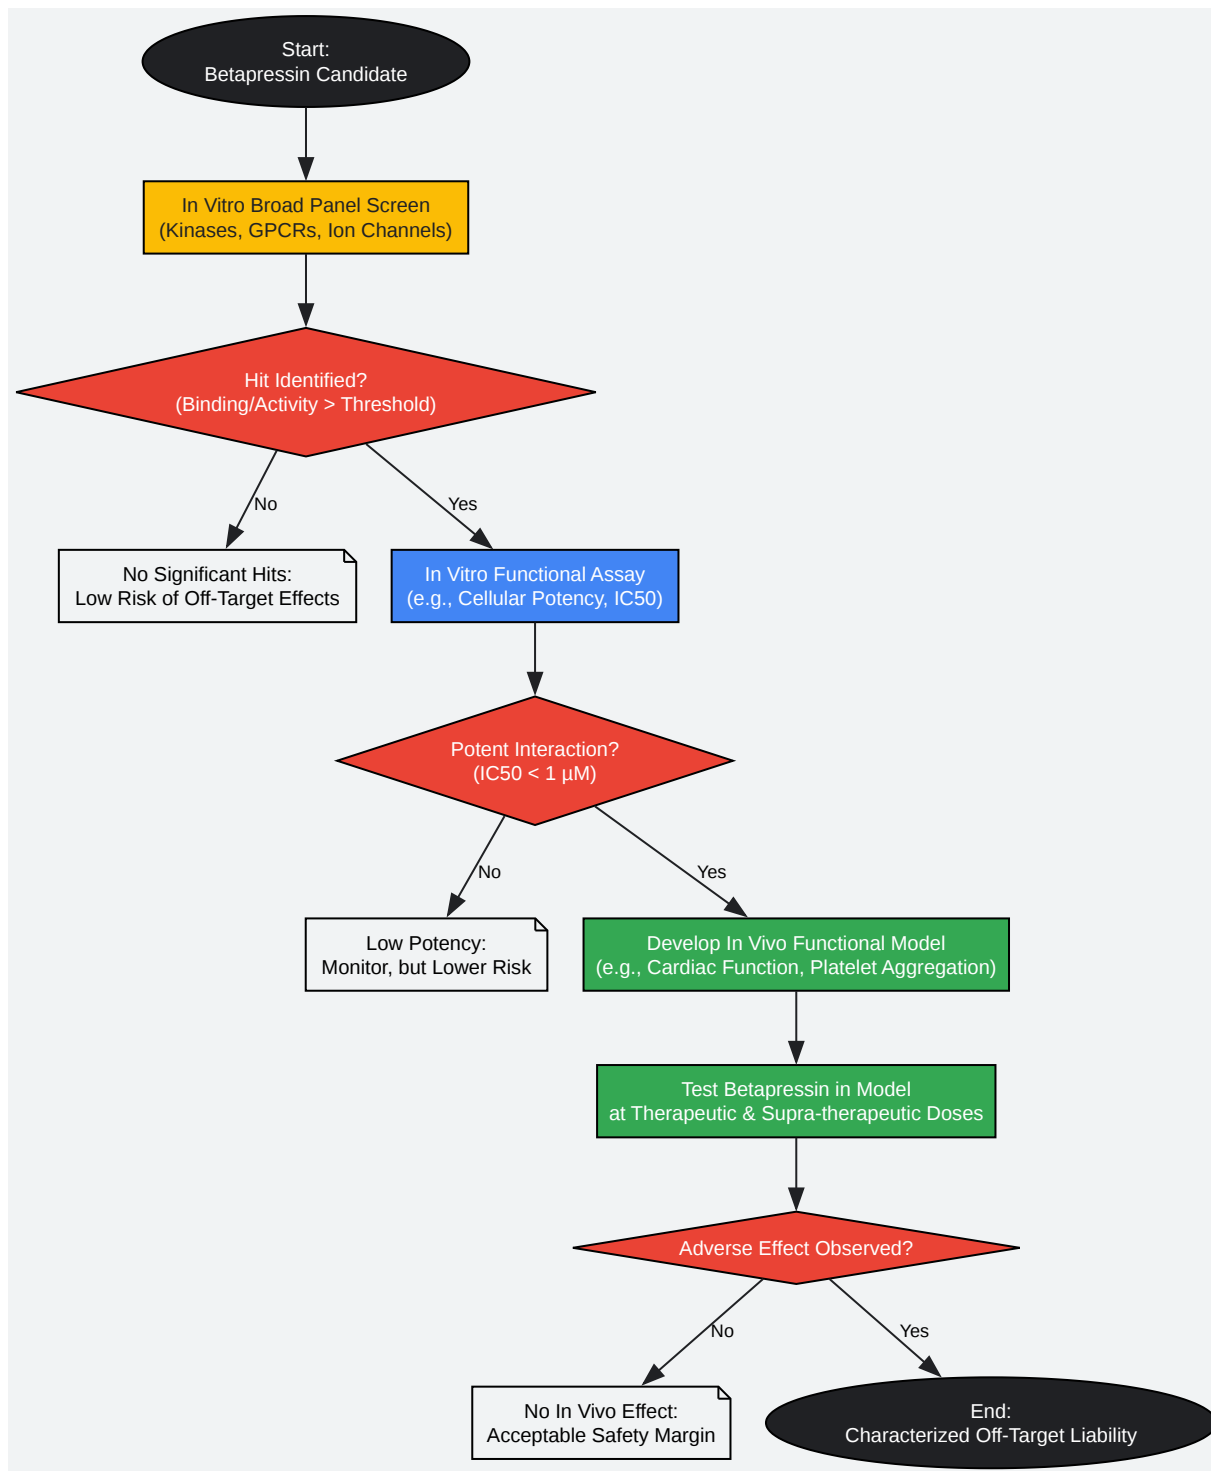 Start:
Betapressin Candidate
In Vitro Broad Panel Screen
(Kinases, GPCRs, Ion Channels)
Hit Identified?
(Binding/Activity > Threshold)
No
Yes
No Significant Hits:
Low Risk of Off-Target Effects
In Vitro Functional Assay
(e.g., Cellular Potency, IC50)
Potent Interaction?
(IC50 < 1 µM)
No
Yes
Low Potency:
Monitor, but Lower Risk
Develop In Vivo Functional Model
(e.g., Cardiac Function, Platelet Aggregation)
Test Betapressin in Model
at Therapeutic & Supra-therapeutic Doses
Adverse Effect Observed?
No
Yes
No In Vivo Effect:
Acceptable Safety Margin
End:
Characterized Off-Target Liability